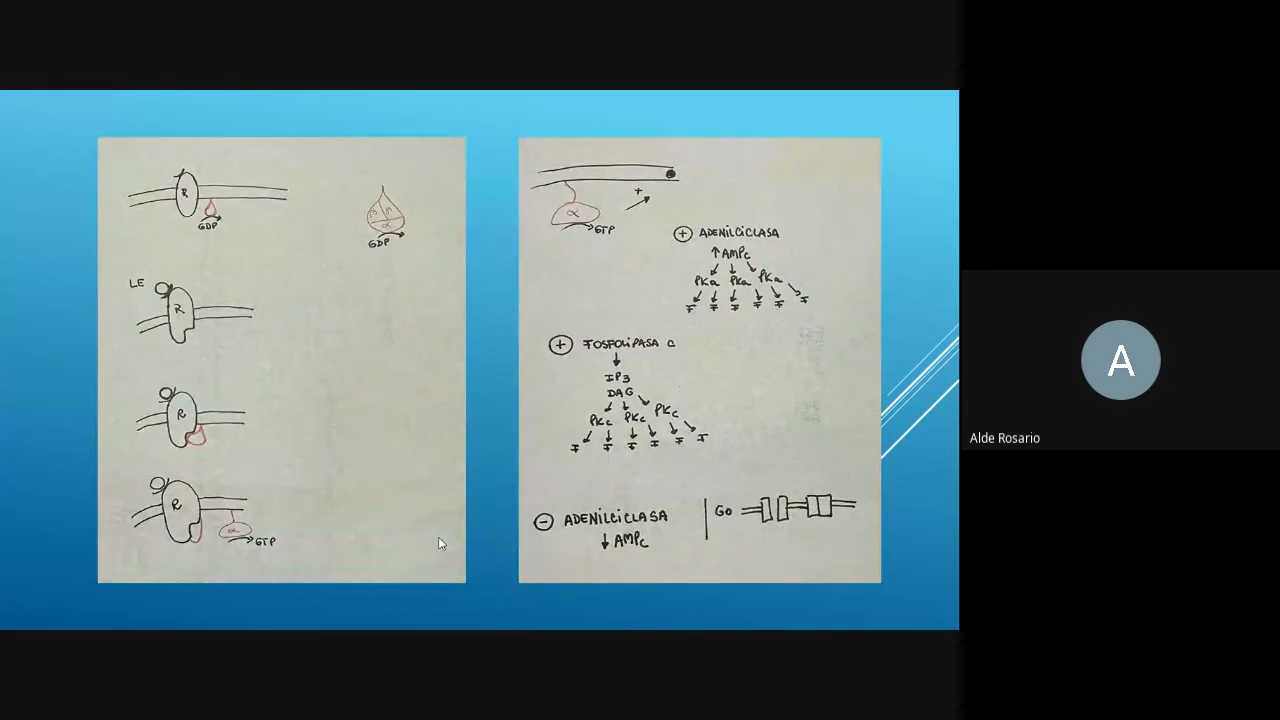 R
GDP
β γ
α
GDP
LE
R
R
R
α
GTP
α
GTP
+
+ ADENILCICLASA
↑ AMPc
PKa PKa PKa
F F F F F F
+ FOSFOLIPASA C
IP3
DAG
PKc PKc PKc
F F F F F F
- ADENILCICLASA
↓ AMPc
Go
A
Alde Rosario